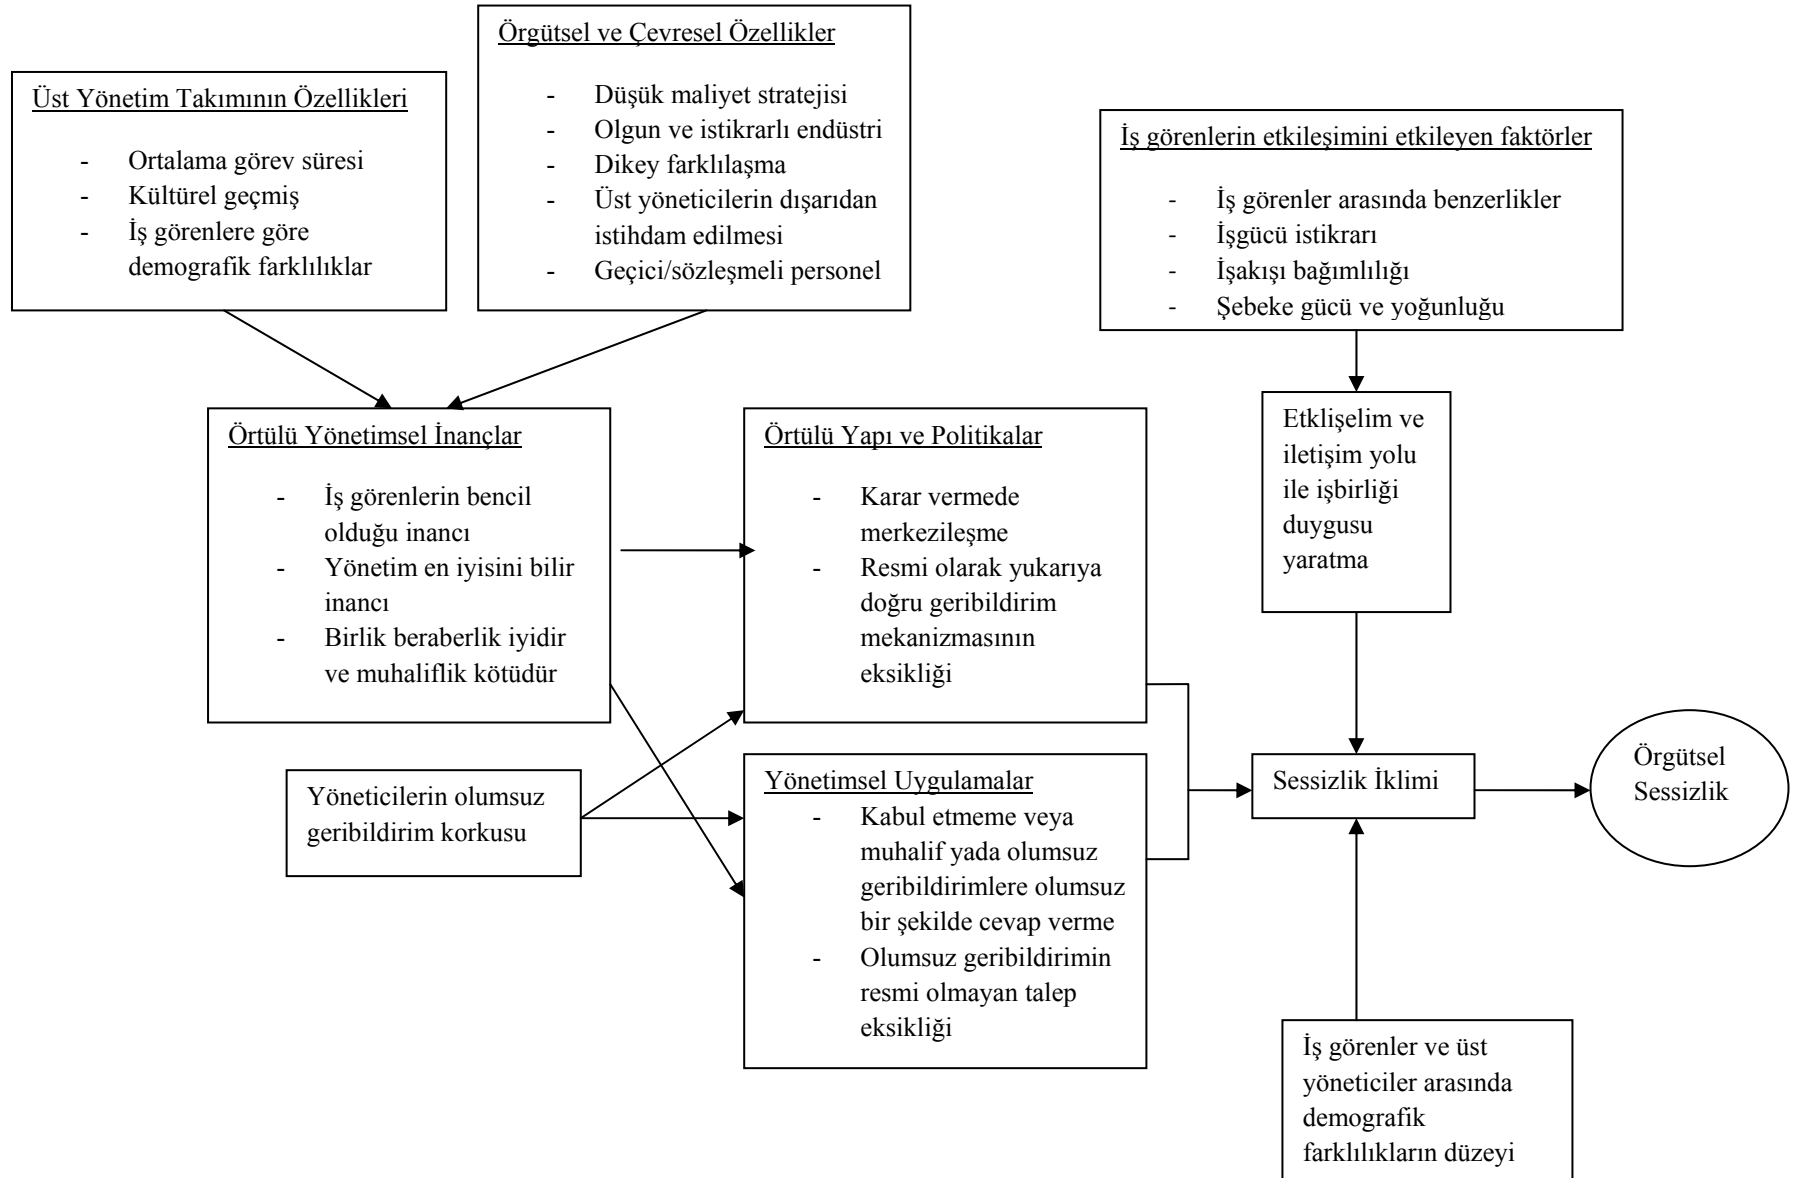 Örgütsel ve Çevresel Özellikler
- Düşük maliyet stratejisi
- Olgun ve istikrarlı endüstri
- Dikey farklılaşma
- Üst yöneticilerin dışarıdan
istihdam edilmesi
- Geçici/sözleşmeli personel
Üst Yönetim Takımının Özellikleri
- Ortalama görev süresi
- Kültürel geçmiş
- İş görenlere göre
demografik farklılıklar
İş görenlerin etkileşimini etkileyen faktörler
- İş görenler arasında benzerlikler
- İşgücü istikrarı
- İşakışı bağımlılığı
- Şebeke gücü ve yoğunluğu
Örtülü Yönetimsel İnançlar
- İş görenlerin bencil
olduğu inancı
- Yönetim en iyisini bilir
inancı
- Birlik beraberlik iyidir
ve muhaliflik kötüdür
Örtülü Yapı ve Politikalar
- Karar vermede
merkezileşme
- Resmi olarak yukarıya
doğru geribildirim
mekanizmasının
eksikliği
Etklişelim ve
iletişim yolu
ile işbirliği
duygusu
yaratma
Yöneticilerin olumsuz
geribildirim korkusu
Yönetimsel Uygulamalar
- Kabul etmeme veya
muhalif yada olumsuz
geribildirimlere olumsuz
bir şekilde cevap verme
- Olumsuz geribildirimin
resmi olmayan talep
eksikliği
Sessizlik İklimi
Örgütsel
Sessizlik
İş görenler ve üst
yöneticiler arasında
demografik
farklılıkların düzeyi